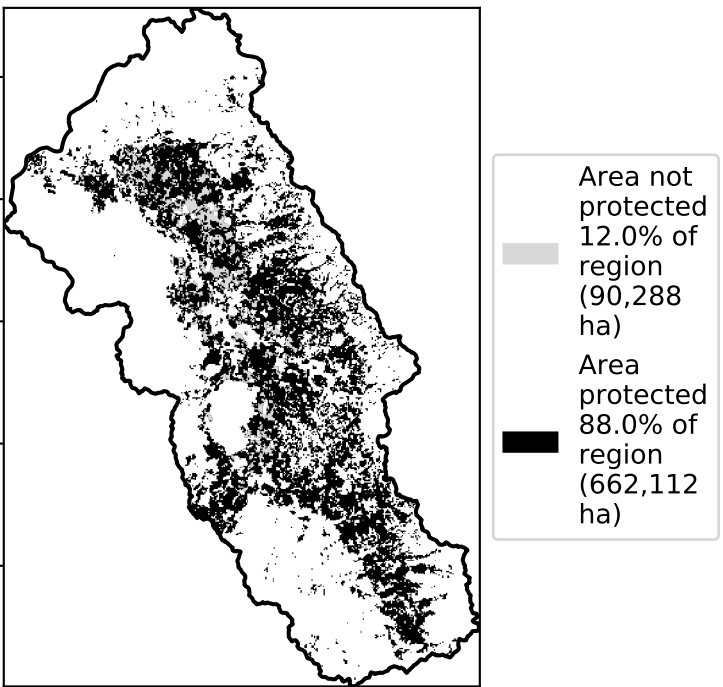 Area not
protected
12.0% of
region
(90,288
ha)
Area
protected
88.0% of
region
(662,112
ha)